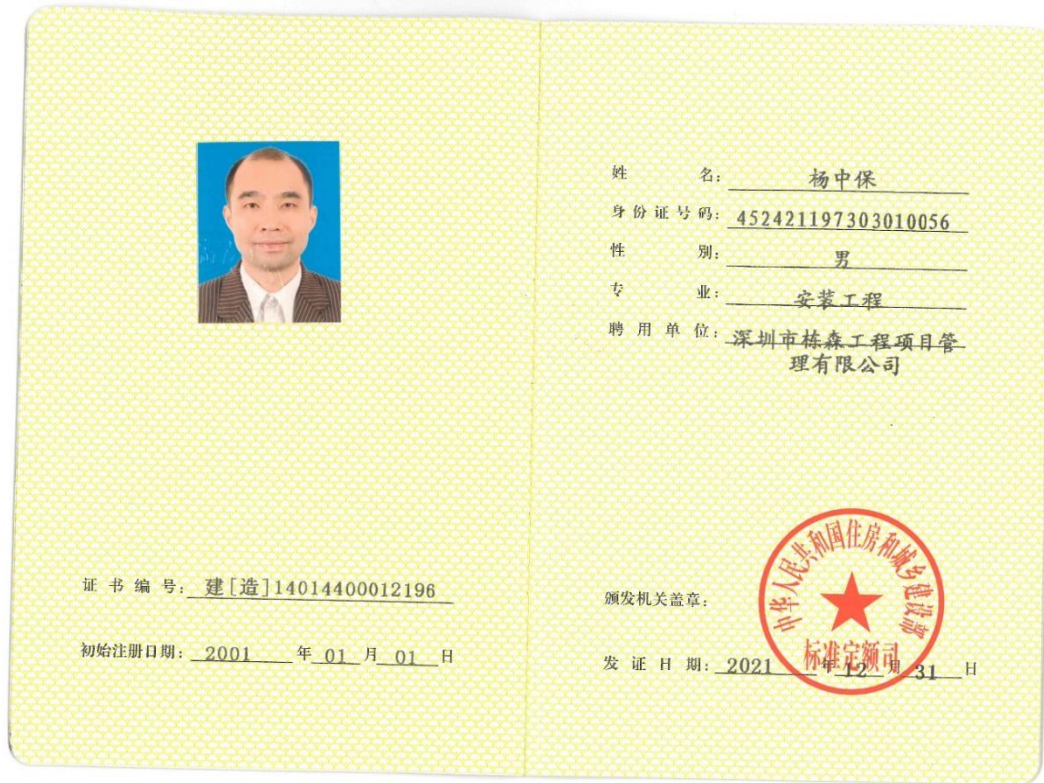 证书编号：建[造]14014400012196
初始注册日期：2001年01月01日
姓名：杨中保
身份证号码：452421197303010056
性别：男
专业：安装工程
聘用单位：深圳市栋森工程项目管
理有限公司
颁发机关盖章：
中华人民共和国住房和城乡建设部
标准定额司
发证日期：2021年12月31日